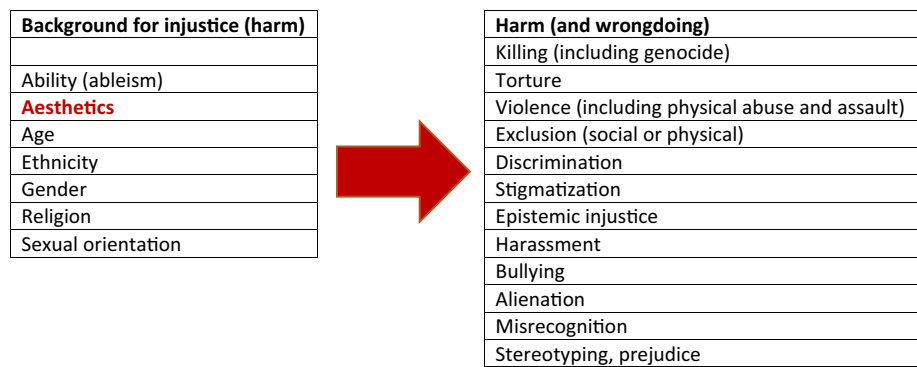 Background for injustice (harm)
Ability (ableism)
Aesthetics
Age
Ethnicity
Gender
Religion
Sexual orientation
Harm (and wrongdoing)
Killing (including genocide)
Torture
Violence (including physical abuse and assault)
Exclusion (social or physical)
Discrimination
Stigmatization
Epistemic injustice
Harassment
Bullying
Alienation
Misrecognition
Stereotyping, prejudice